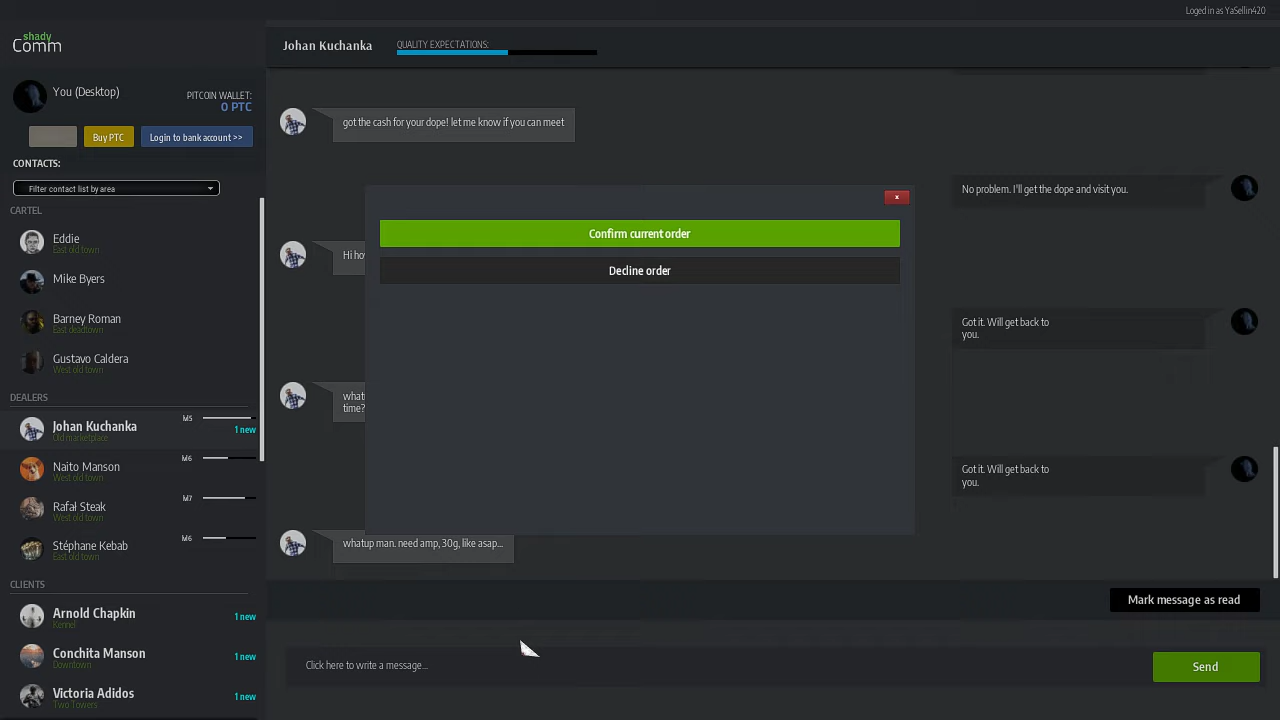 Loged in as YaSellin420
shady
Comm
Johan Kuchanka
QUALITY EXPECTATIONS:
You (Desktop)
PITCOIN WALLET:
0 PTC
Buy PTC
Login to bank account >>
CONTACTS:
Filter contact list by area
CARTEL
Eddie
East old town
Mike Byers
Barney Roman
East deadtown
Gustavo Caldera
West old town
DEALERS
Johan Kuchanka
Old marketplace
M5
1 new
Naito Manson
West old town
M6
Rafal Steak
West old town
M7
Stéphane Kebab
East old town
M6
CLIENTS
Arnold Chapkin
Kennel
1 new
Conchita Manson
Downtown
1 new
Victoria Adidos
Two Towers
1 new
got the cash for your dope! let me know if you can meet
No problem. I'll get the dope and visit you.
x
Confirm current order
Decline order
Got it. Will get back to
you.
time?
Got it. Will get back to
you.
whatup man. need amp, 30g, like asap...
Mark message as read
Click here to write a message...
Send